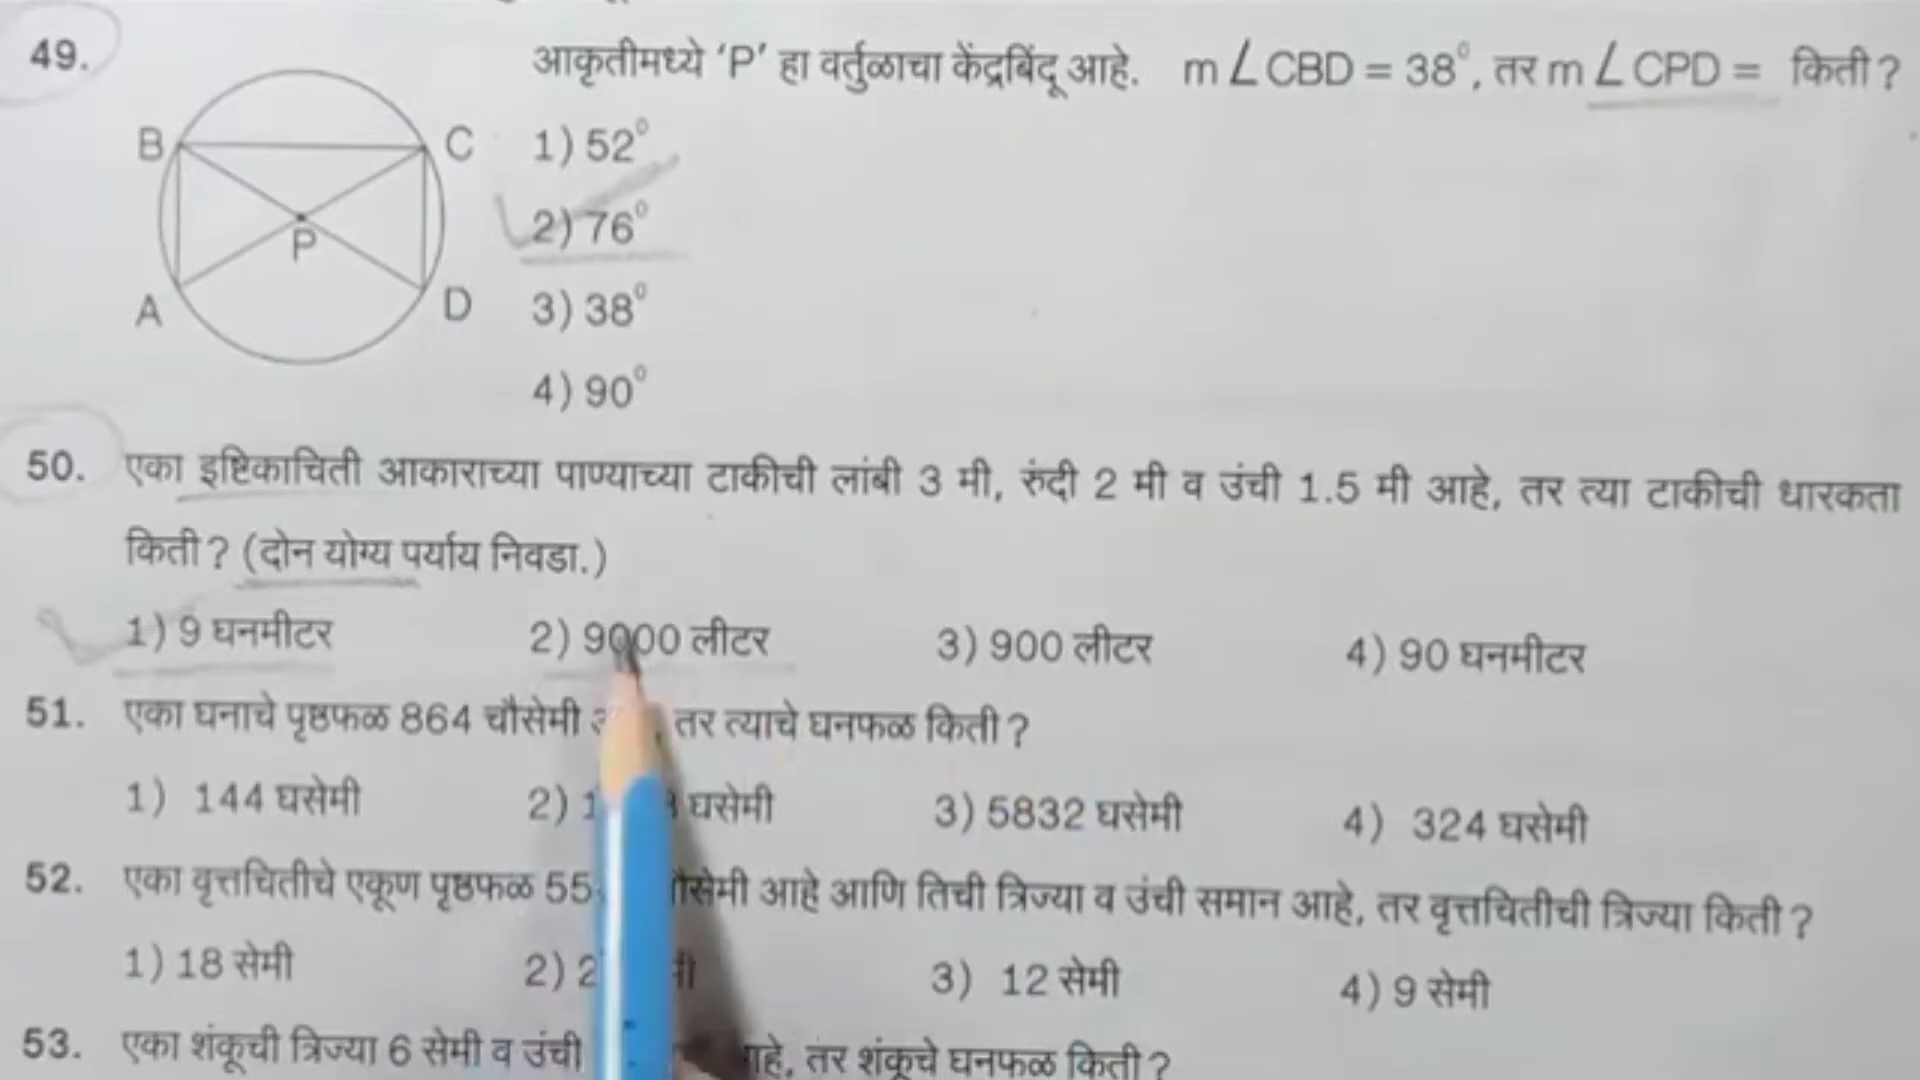 49. आकृतीमध्ये ‘P’ हा वर्तुळाचा केंद्रबिंदू आहे. m∠CBD = 38°, तर m∠CPD = किती?
B C
P
A D
1) 52°
2) 76°
3) 38°
4) 90°
50. एका इष्टिकाचिती आकाराच्या पाण्याच्या टाकीची लांबी 3 मी, रुंदी 2 मी व उंची 1.5 मी आहे, तर त्या टाकीची धारकता
किती? (दोन योग्य पर्याय निवडा.)
1) 9 घनमीटर 2) 9000 लीटर 3) 900 लीटर 4) 90 घनमीटर
51. एका घनाचे पृष्ठफळ 864 चौसेमी तर त्याचे घनफळ किती?
1) 144 घसेमी 2) घसेमी 3) 5832 घसेमी 4) 324 घसेमी
52. एका वृत्तचितीचे एकूण पृष्ठफळ आहे आणि तिची त्रिज्या व उंची समान आहे, तर वृत्तचितीची त्रिज्या किती?
1) 18 सेमी 2) 3) 12 सेमी 4) 9 सेमी
53. एका शंकूची त्रिज्या 6 सेमी व उंची तर शंकूचे घनफळ किती?